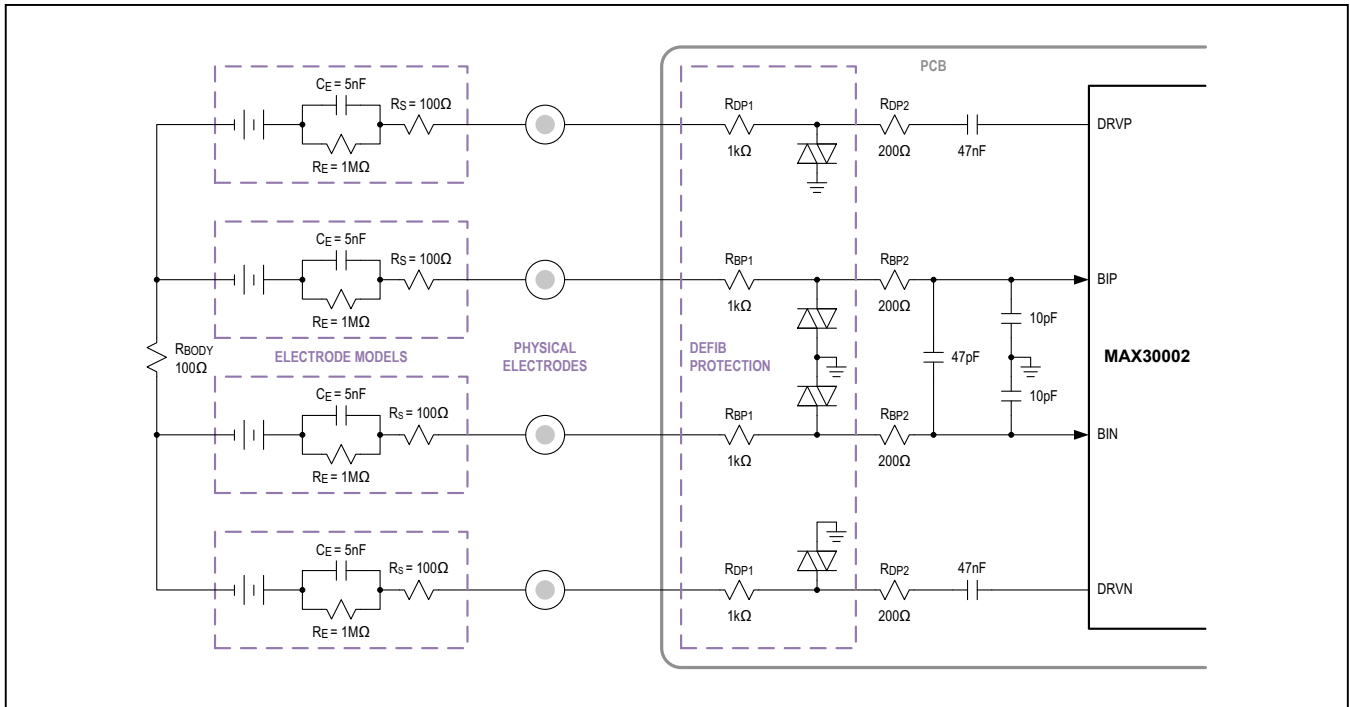 PCB
CE = 5nF
RS = 100Ω
RE = 1MΩ
RDP1
1kΩ
RDP2
200Ω
47nF
DRVP
CE = 5nF
RS = 100Ω
RE = 1MΩ
RBP1
1kΩ
RBP2
200Ω
BIP
10pF
RBODY
100Ω
ELECTRODE MODELS
PHYSICAL
ELECTRODES
DEFIB
PROTECTION
47pF
MAX30002
10pF
CE = 5nF
RS = 100Ω
RE = 1MΩ
RBP1
1kΩ
RBP2
200Ω
BIN
CE = 5nF
RS = 100Ω
RE = 1MΩ
RDP1
1kΩ
RDP2
200Ω
47nF
DRVN